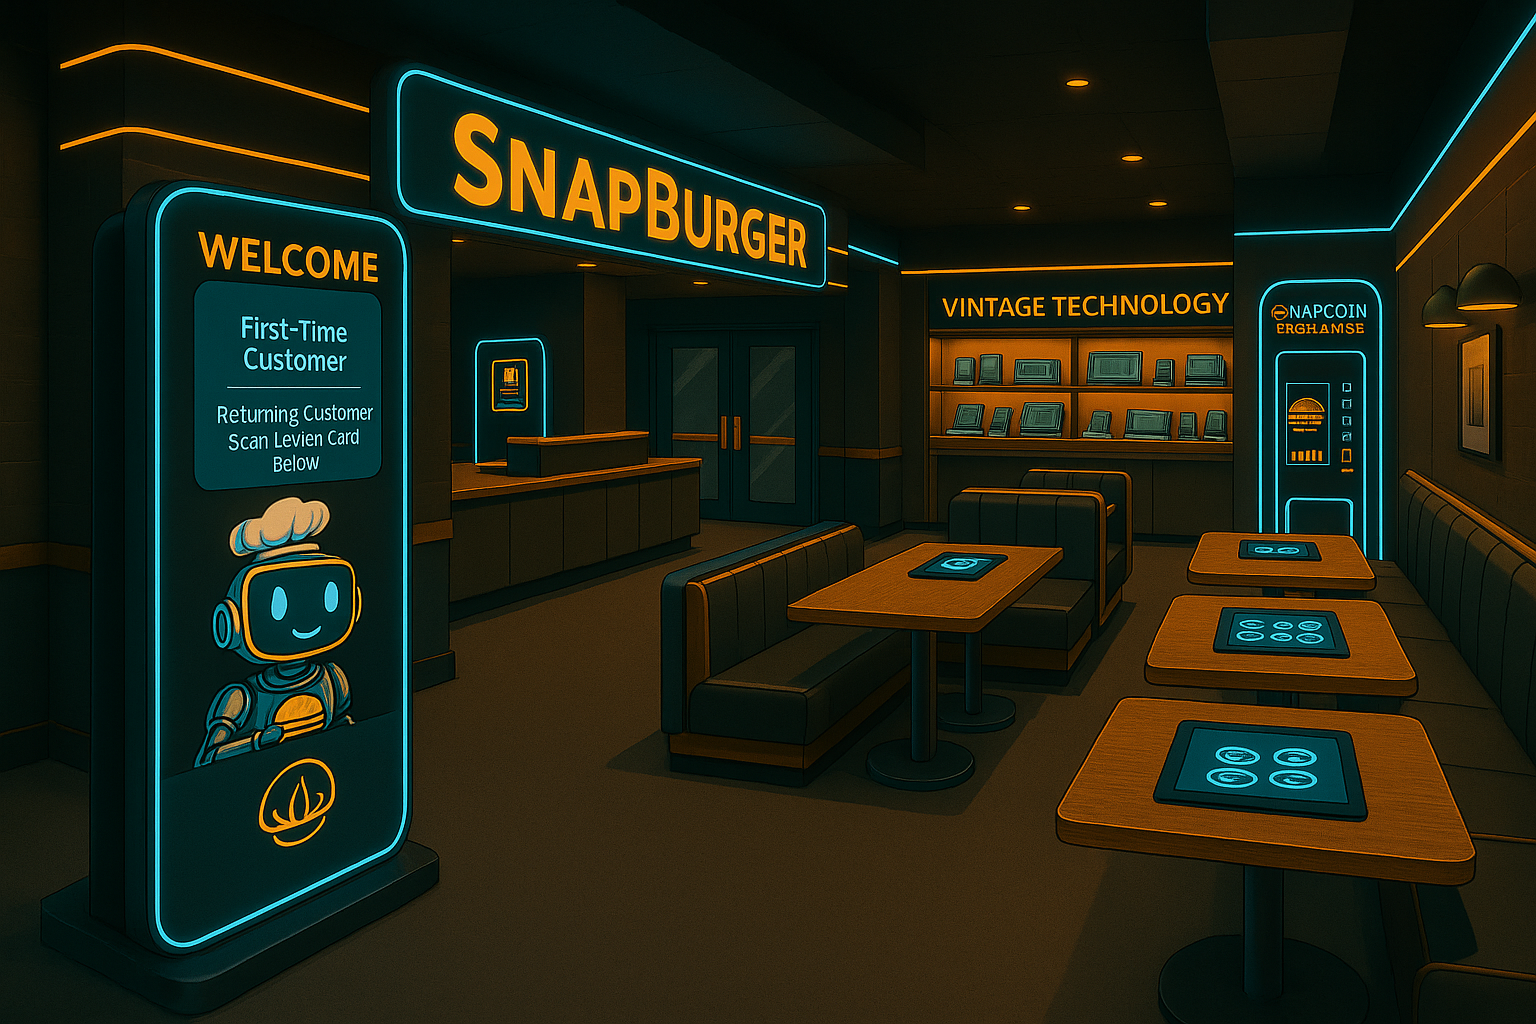 SNAPBURGER
WELCOME
First-Time
Customer
Returning Customer
Scan Levien Card
Below
VINTAGE TECHNOLOGY
NAPCOIN
ERGHAMSE